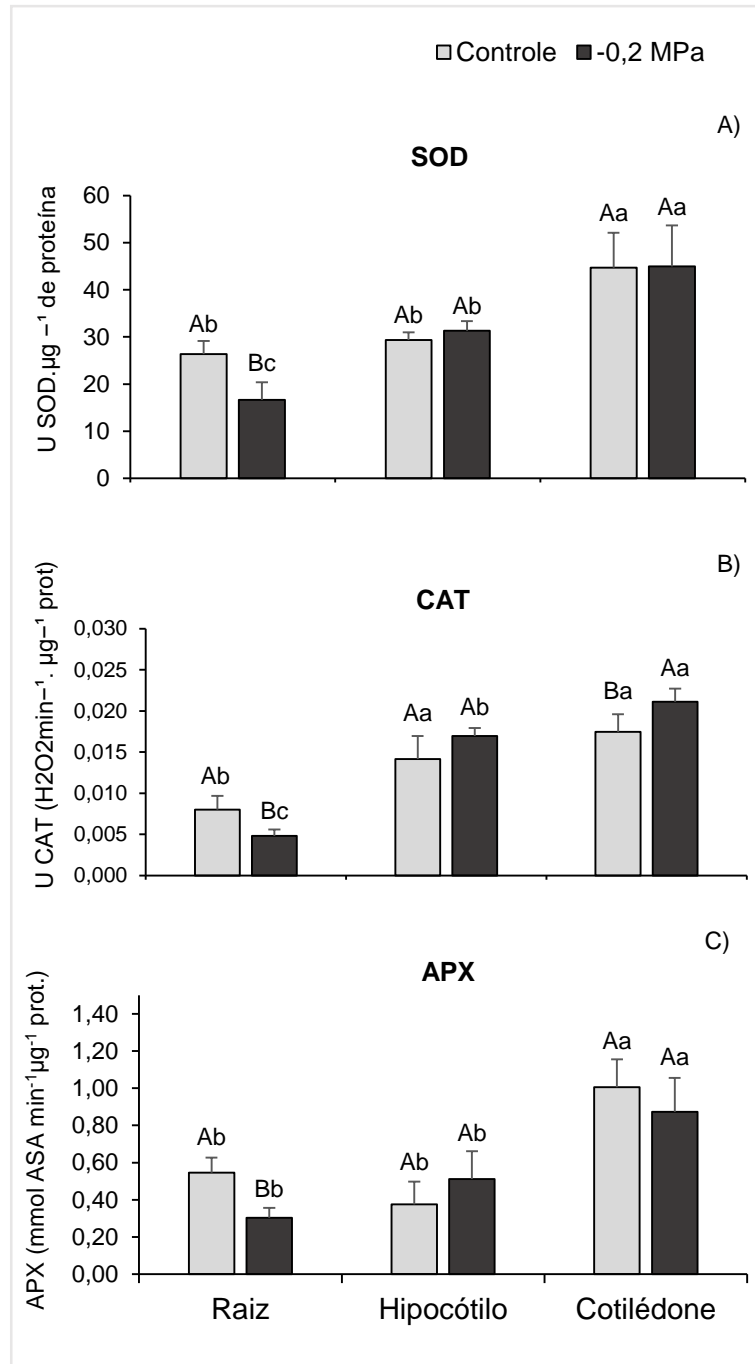 Controle -0,2 MPa
A)
SOD
U SOD.µg −¹ de proteína
60
50
40
30
20
10
0
Ab Bc Ab Ab Aa Aa
B)
CAT
U CAT (H2O2min−¹. µg−¹ prot)
0,030
0,025
0,020
0,015
0,010
0,005
0,000
Ab Bc Aa Ab Ba Aa
C)
APX
APX (mmol ASA min⁻¹µg⁻¹ prot.)
1,40
1,20
1,00
0,80
0,60
0,40
0,20
0,00
Ab Bb Ab Ab Aa Aa
Raiz Hipocótilo Cotilédone